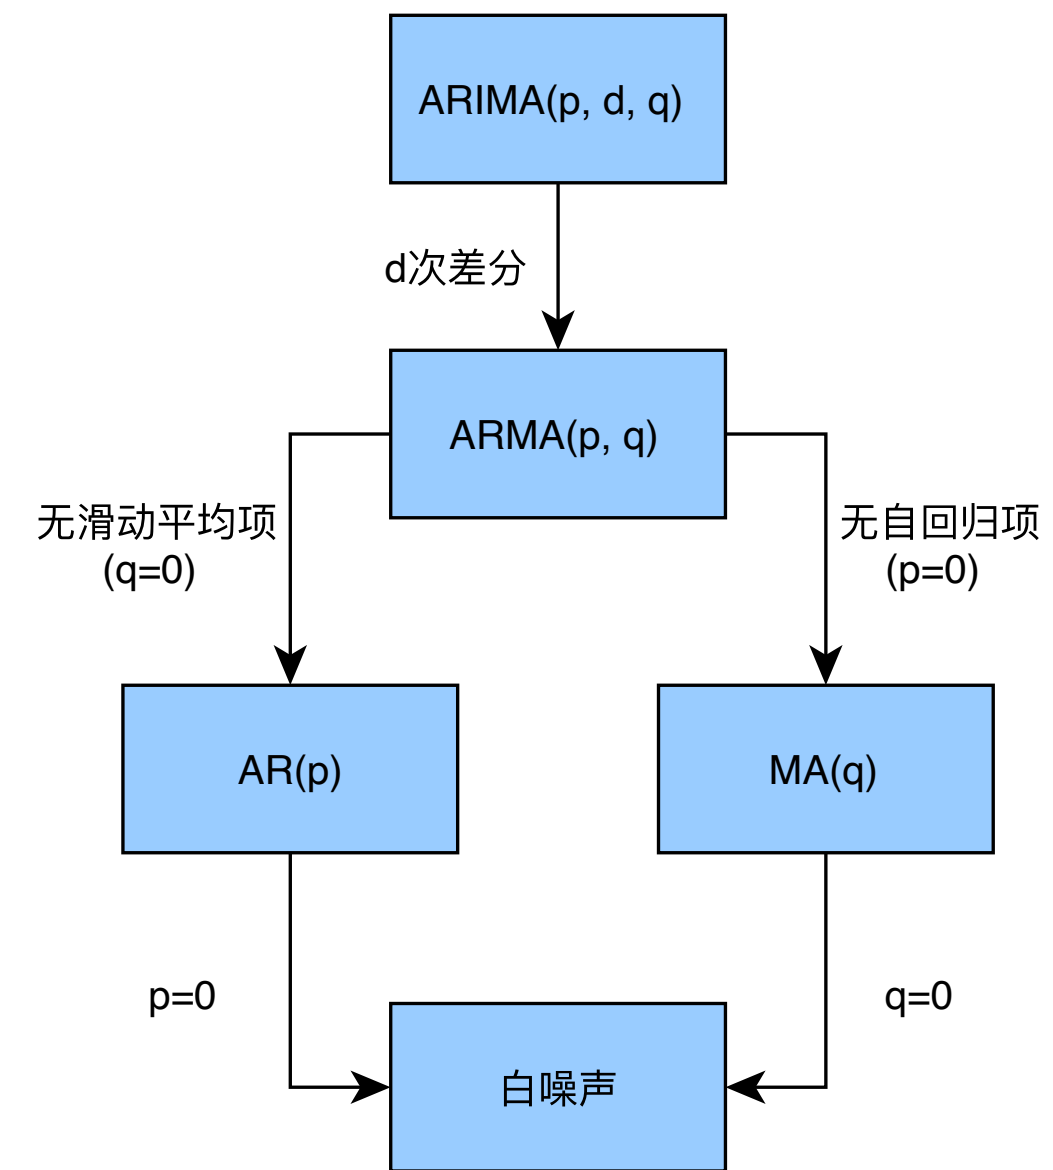 ARIMA(p, d, q)
d次差分
ARMA(p, q)
无滑动平均项
(q=0)
无自回归项
(p=0)
AR(p)
MA(q)
p=0
q=0
白噪声